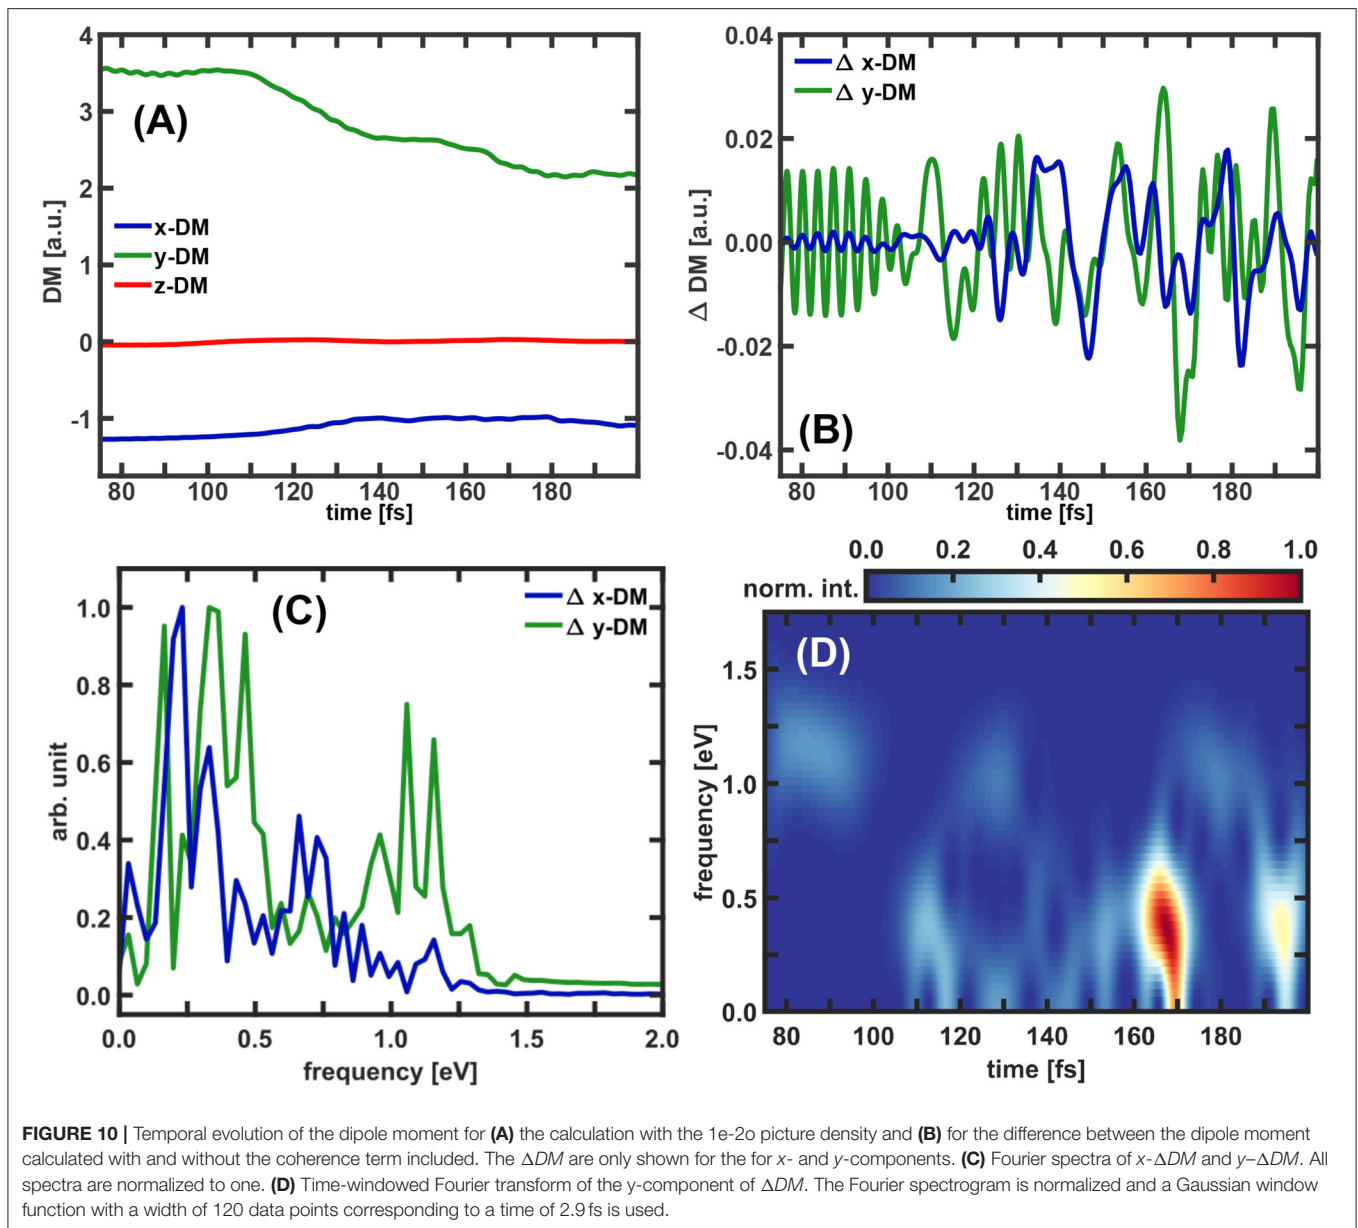 4
3
2
1
0
-1
(A)
x-DM
y-DM
z-DM
DM [a.u.]
80 100 120 140 160 180
time [fs]
0.04
0.02
0.00
-0.02
-0.04
Δ x-DM
Δ y-DM
Δ DM [a.u.]
(B)
80 100 120 140 160 180
time [fs]
1.0
0.8
0.6
0.4
0.2
0.0
(C)
Δ x-DM
Δ y-DM
arb. unit
0.0 0.5 1.0 1.5 2.0
frequency [eV]
0.0 0.2 0.4 0.6 0.8 1.0
norm. int.
(D)
1.5
1.0
0.5
0.0
frequency [eV]
80 100 120 140 160 180
time [fs]
FIGURE 10 | Temporal evolution of the dipole moment for (A) the calculation with the 1e-2o picture density and (B) for the difference between the dipole moment
calculated with and without the coherence term included. The ΔDM are only shown for the for x- and y-components. (C) Fourier spectra of x-ΔDM and y–ΔDM. All
spectra are normalized to one. (D) Time-windowed Fourier transform of the y-component of ΔDM. The Fourier spectrogram is normalized and a Gaussian window
function with a width of 120 data points corresponding to a time of 2.9 fs is used.